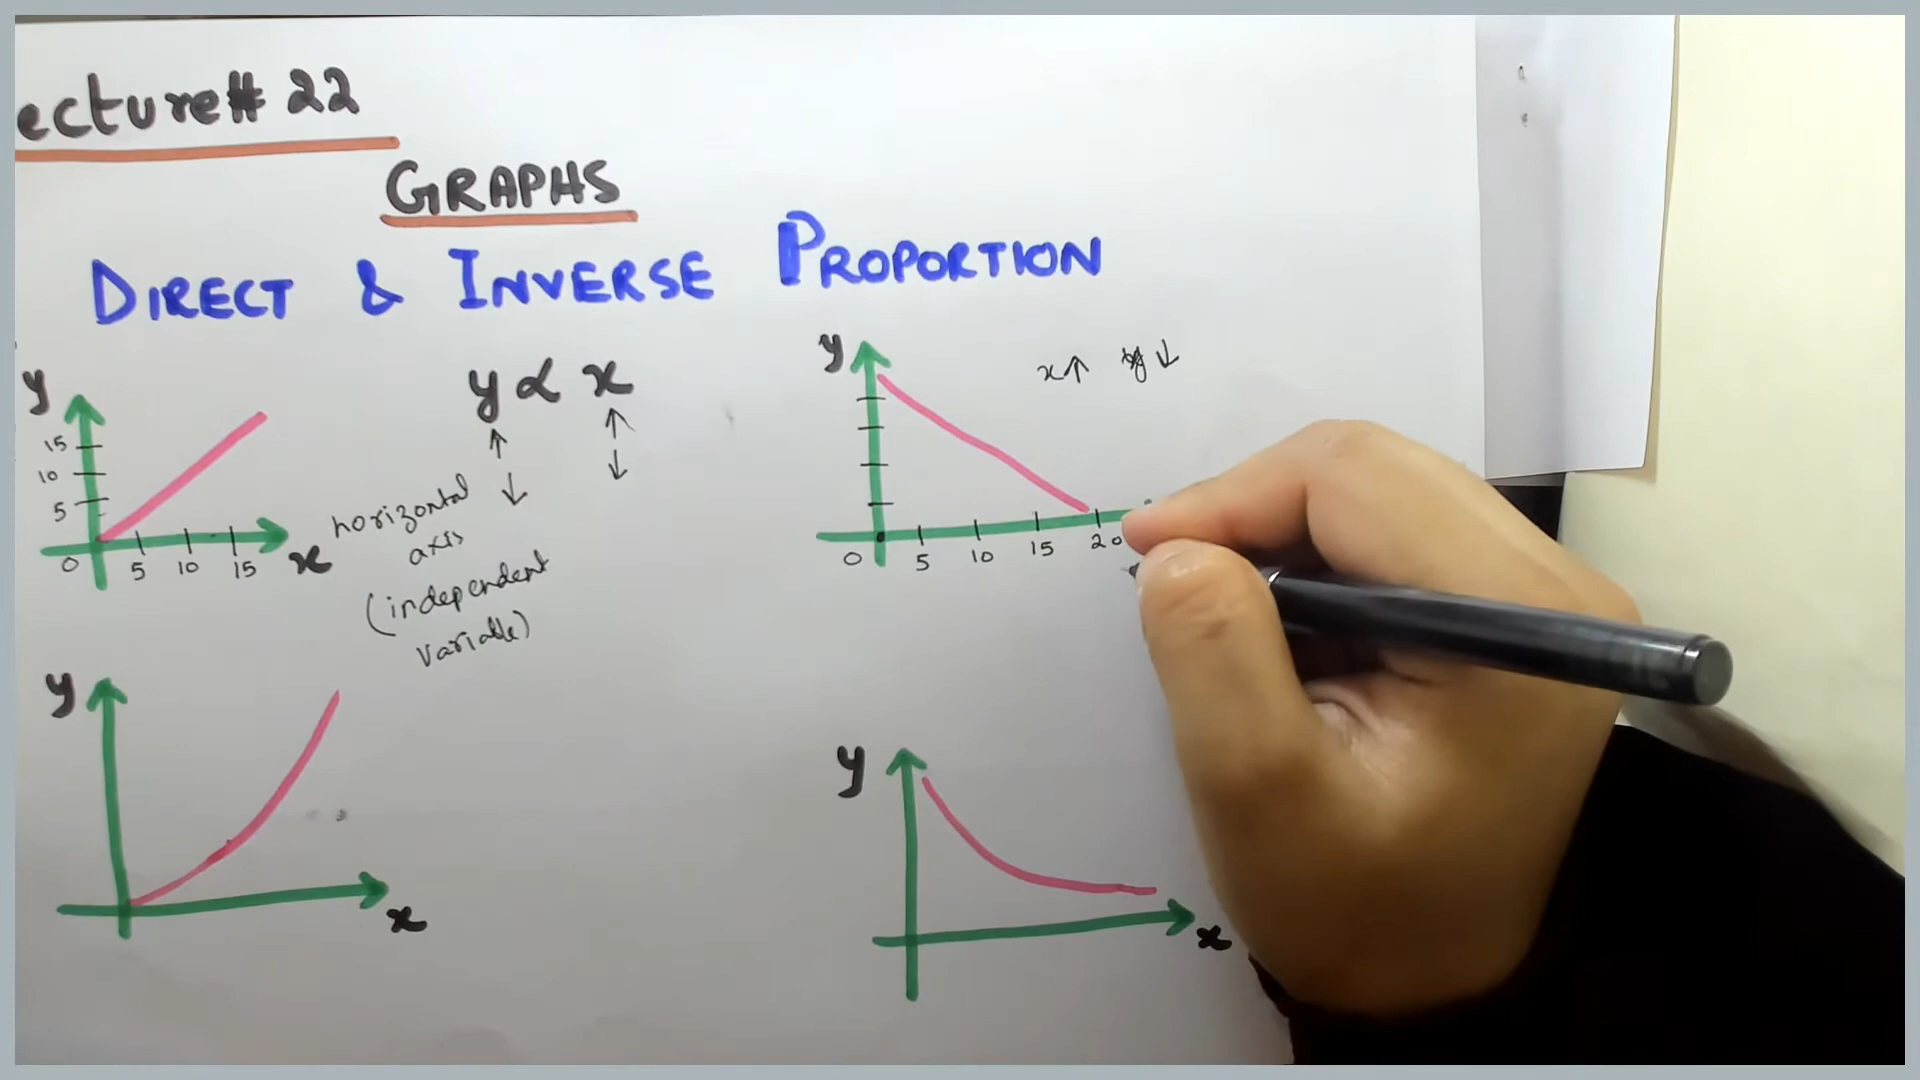 ecture# 22
GRAPHS
DIRECT & INVERSE PROPORTION
y
15
10
5
0
5 10 15
x
y ∝ x
↑ ↑
↓ ↓
horizontal
axis
(independent
variable)
y
x↑ y↓
0
5 10 15 20
y
x
y
x